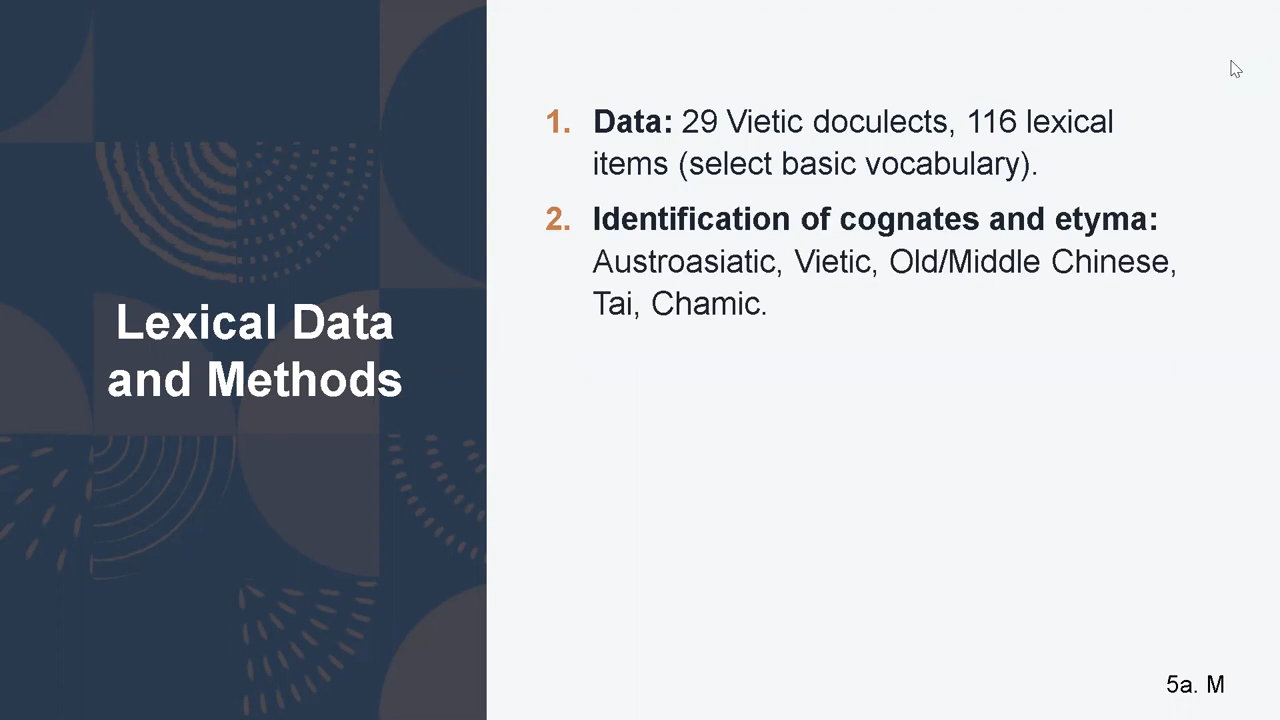 Lexical Data
and Methods
1. Data: 29 Vietic doculects, 116 lexical
items (select basic vocabulary).
2. Identification of cognates and etyma:
Austroasiatic, Vietic, Old/Middle Chinese,
Tai, Chamic.
5a. M